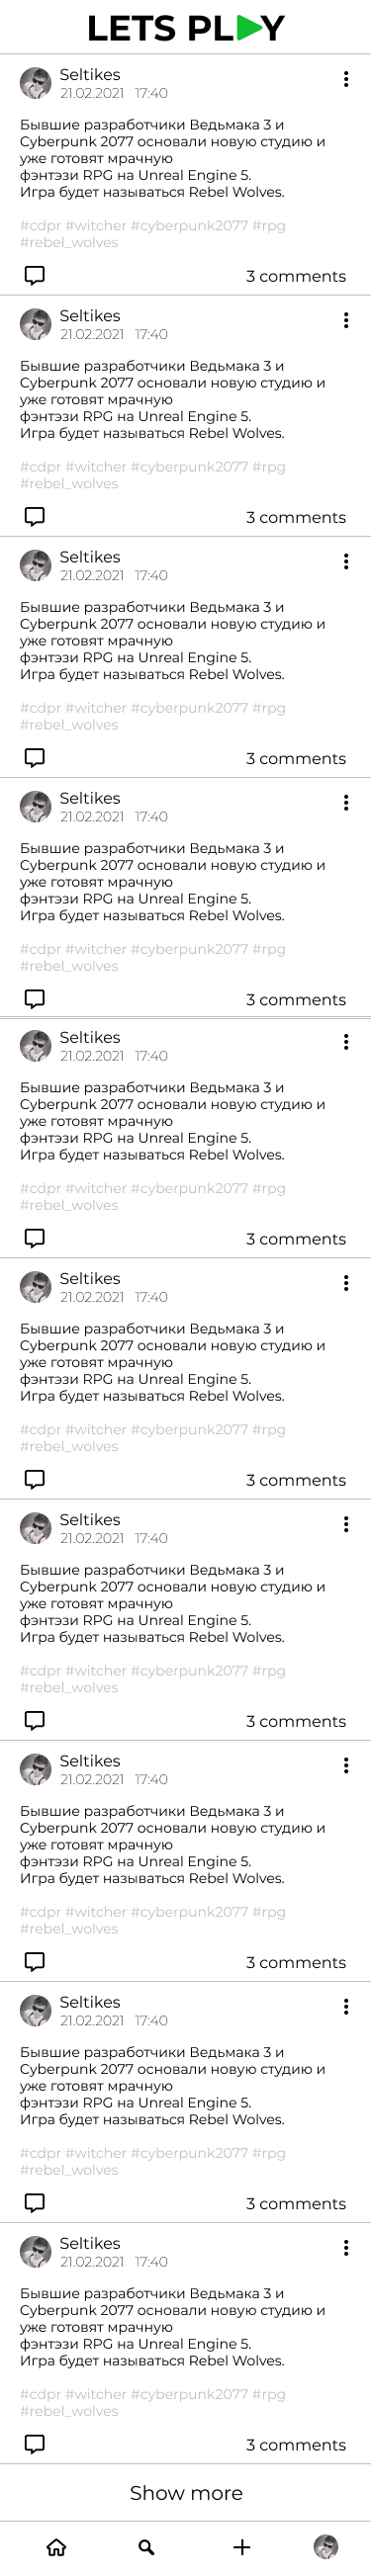 LETS PLAY
Seltikes
21.02.2021 17:40
Бывшие разработчики Ведьмака 3 и
Cyberpunk 2077 основали новую студию и
уже готовят мрачную
фэнтэзи RPG на Unreal Engine 5.
Игра будет называться Rebel Wolves.
#cdpr #witcher #cyberpunk2077 #rpg
#rebel_wolves
3 comments
Seltikes
21.02.2021 17:40
Бывшие разработчики Ведьмака 3 и
Cyberpunk 2077 основали новую студию и
уже готовят мрачную
фэнтэзи RPG на Unreal Engine 5.
Игра будет называться Rebel Wolves.
#cdpr #witcher #cyberpunk2077 #rpg
#rebel_wolves
3 comments
Seltikes
21.02.2021 17:40
Бывшие разработчики Ведьмака 3 и
Cyberpunk 2077 основали новую студию и
уже готовят мрачную
фэнтэзи RPG на Unreal Engine 5.
Игра будет называться Rebel Wolves.
#cdpr #witcher #cyberpunk2077 #rpg
#rebel_wolves
3 comments
Seltikes
21.02.2021 17:40
Бывшие разработчики Ведьмака 3 и
Cyberpunk 2077 основали новую студию и
уже готовят мрачную
фэнтэзи RPG на Unreal Engine 5.
Игра будет называться Rebel Wolves.
#cdpr #witcher #cyberpunk2077 #rpg
#rebel_wolves
3 comments
Seltikes
21.02.2021 17:40
Бывшие разработчики Ведьмака 3 и
Cyberpunk 2077 основали новую студию и
уже готовят мрачную
фэнтэзи RPG на Unreal Engine 5.
Игра будет называться Rebel Wolves.
#cdpr #witcher #cyberpunk2077 #rpg
#rebel_wolves
3 comments
Seltikes
21.02.2021 17:40
Бывшие разработчики Ведьмака 3 и
Cyberpunk 2077 основали новую студию и
уже готовят мрачную
фэнтэзи RPG на Unreal Engine 5.
Игра будет называться Rebel Wolves.
#cdpr #witcher #cyberpunk2077 #rpg
#rebel_wolves
3 comments
Seltikes
21.02.2021 17:40
Бывшие разработчики Ведьмака 3 и
Cyberpunk 2077 основали новую студию и
уже готовят мрачную
фэнтэзи RPG на Unreal Engine 5.
Игра будет называться Rebel Wolves.
#cdpr #witcher #cyberpunk2077 #rpg
#rebel_wolves
3 comments
Seltikes
21.02.2021 17:40
Бывшие разработчики Ведьмака 3 и
Cyberpunk 2077 основали новую студию и
уже готовят мрачную
фэнтэзи RPG на Unreal Engine 5.
Игра будет называться Rebel Wolves.
#cdpr #witcher #cyberpunk2077 #rpg
#rebel_wolves
3 comments
Seltikes
21.02.2021 17:40
Бывшие разработчики Ведьмака 3 и
Cyberpunk 2077 основали новую студию и
уже готовят мрачную
фэнтэзи RPG на Unreal Engine 5.
Игра будет называться Rebel Wolves.
#cdpr #witcher #cyberpunk2077 #rpg
#rebel_wolves
3 comments
Seltikes
21.02.2021 17:40
Бывшие разработчики Ведьмака 3 и
Cyberpunk 2077 основали новую студию и
уже готовят мрачную
фэнтэзи RPG на Unreal Engine 5.
Игра будет называться Rebel Wolves.
#cdpr #witcher #cyberpunk2077 #rpg
#rebel_wolves
3 comments
Show more